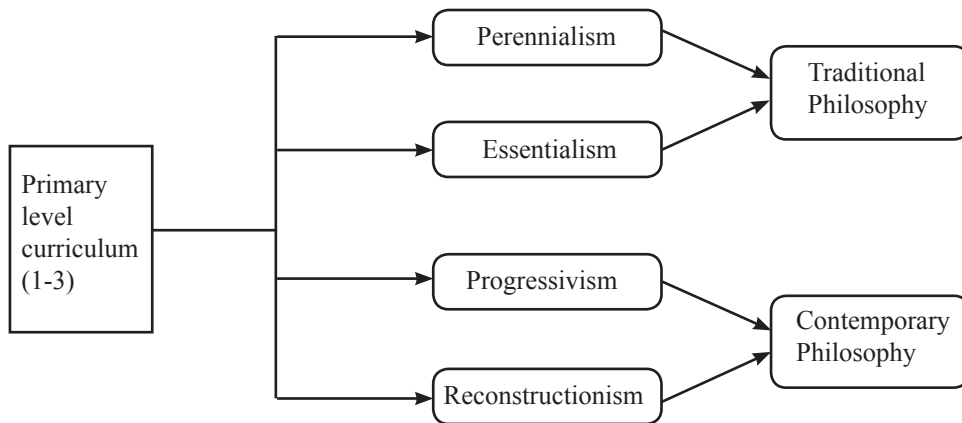 Perennialism
Traditional
Philosophy
Essentialism
Primary
level
curriculum
(1-3)
Progressivism
Contemporary
Philosophy
Reconstructionism